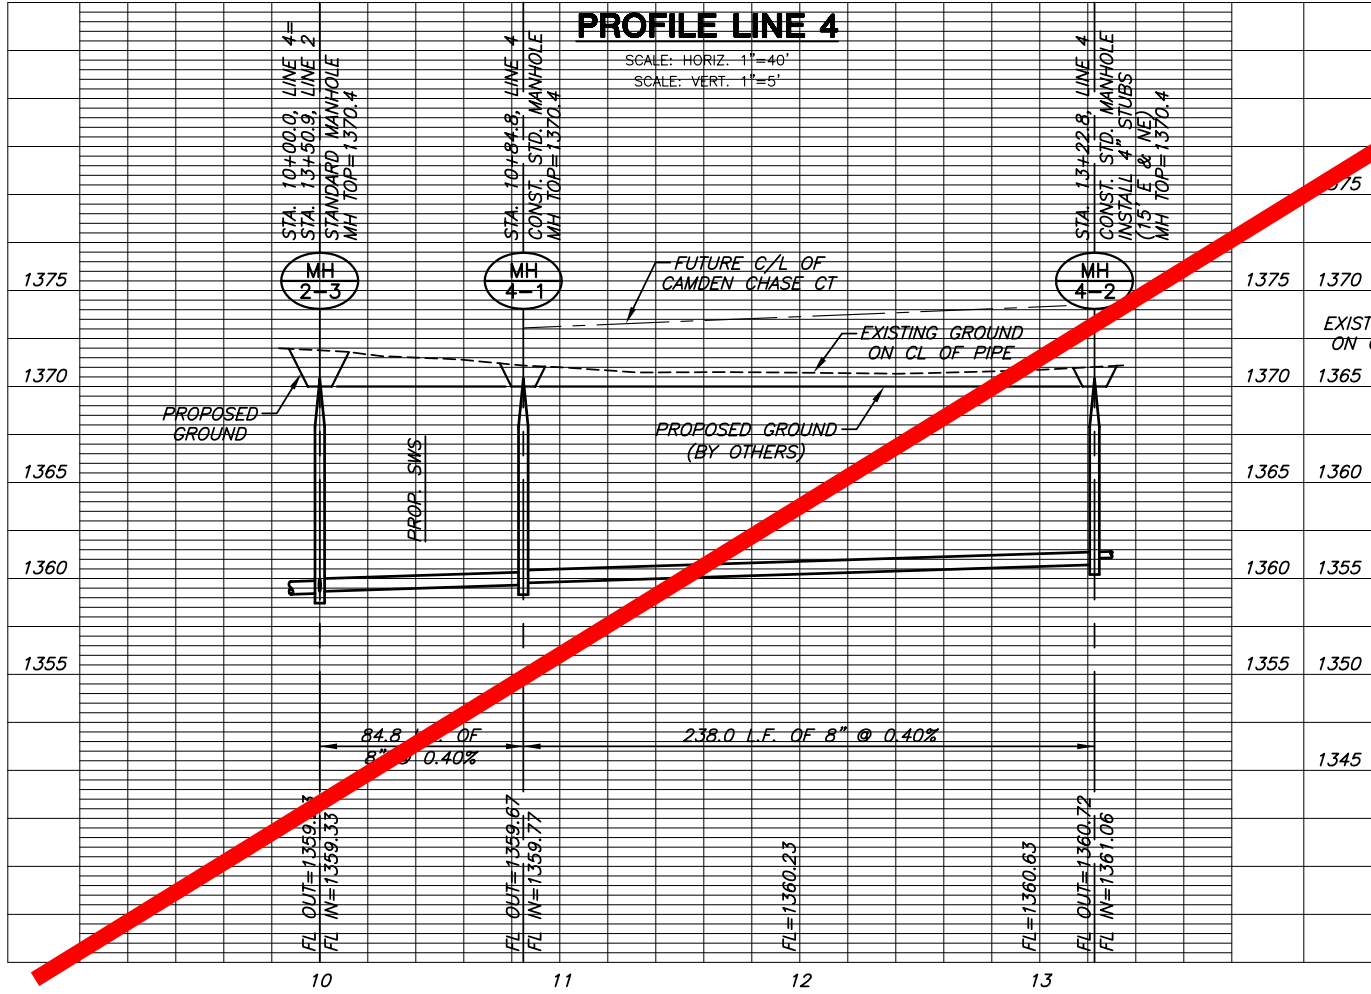 PROFILE LINE 4
SCALE: HORIZ. 1"=40'
SCALE: VERT. 1"=5'
STA. 10+00.0, LINE 4=
STA. 13+50.9, LINE 2
STANDARD MANHOLE
MH TOP=1370.4
STA. 10+84.8, LINE 4
CONST. STD. MANHOLE
MH TOP=1370.4
STA. 13+22.8, LINE 4
CONST. STD. MANHOLE
INSTALL 4" STUBS
(15' E & NE)
MH TOP=1370.4
MH
2-3
MH
4-1
MH
4-2
FUTURE C/L OF
CAMDEN CHASE CT
EXISTING GROUND
ON CL OF PIPE
PROPOSED
GROUND
PROPOSED GROUND
(BY OTHERS)
PROP. SWS
1375
1370
1365
1360
1355
1375
1370
1365
1360
1355
1370
1365
1360
1355
1350
1345
84.8 OF
8" 0.40%
238.0 L.F. OF 8" @ 0.40%
FL IN=1359.33
FL OUT=1359.67
FL IN=1359.77
FL=1360.23
FL=1360.63
FL OUT=1360.72
FL IN=1361.06
10
11
12
13